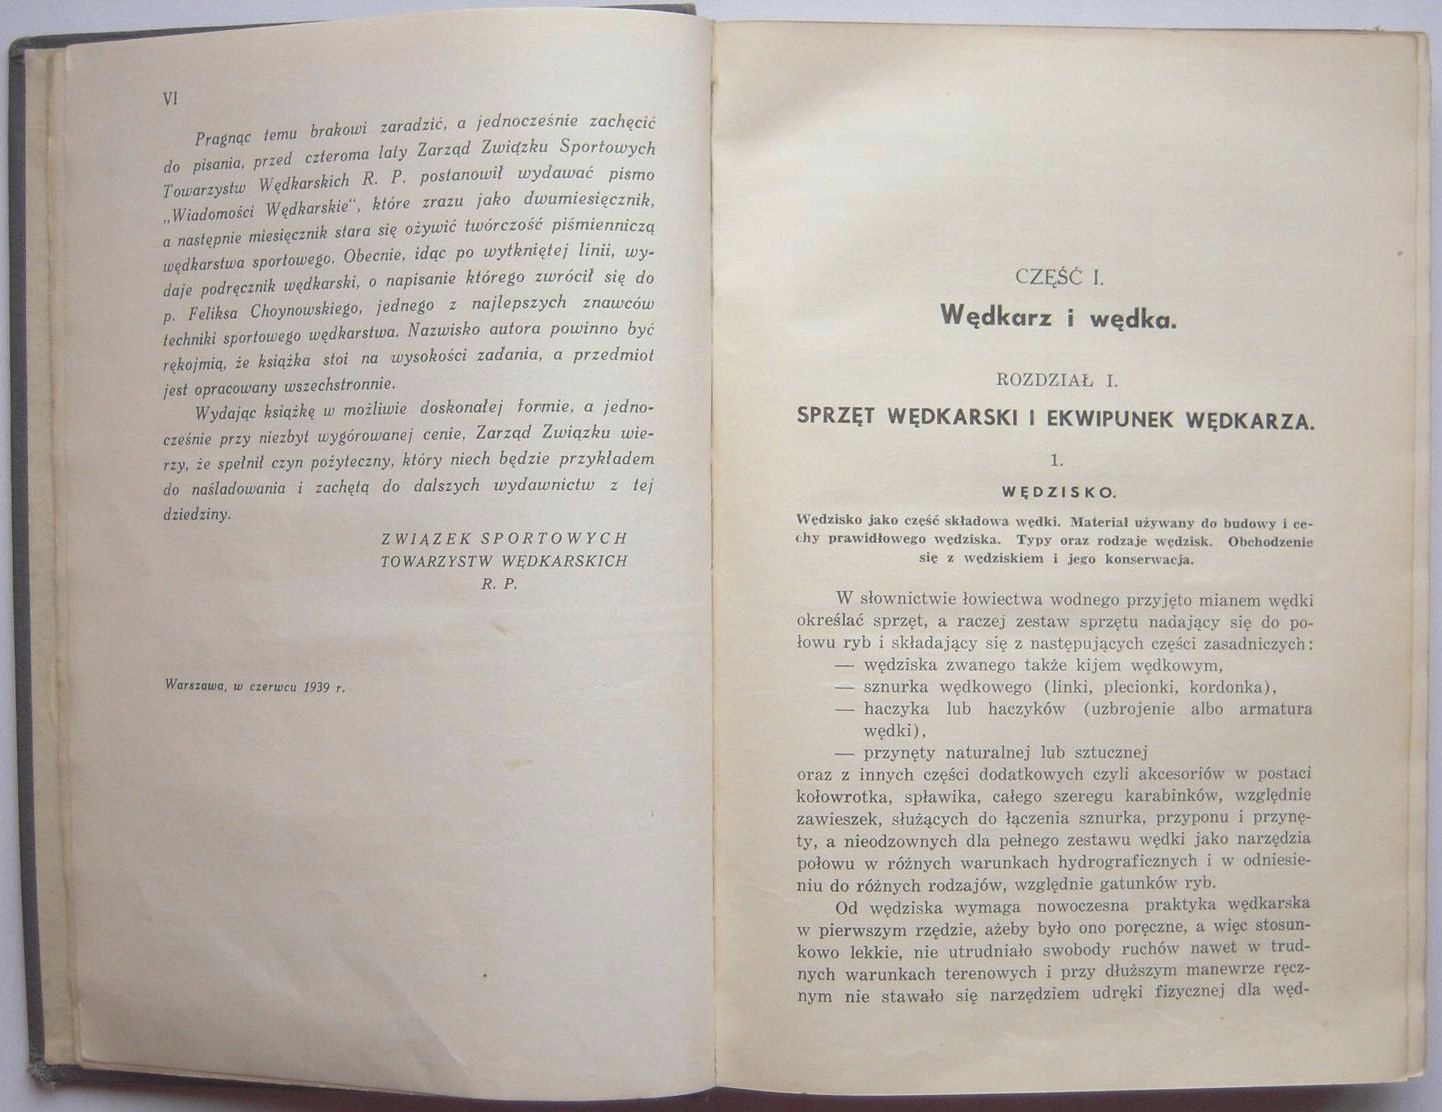 VI
Pragnąc temu brakowi zaradzić, a jednocześnie zachęcić
do pisania, przed czteroma laty Zarząd Związku Sportowych
Towarzystw Wędkarskich R. P. postanowił wydawać pismo
„Wiadomości Wędkarskie", które zrazu jako dwumiesięcznik,
a następnie miesięcznik stara się ożywić twórczość piśmienniczą
wędkarstwa sportowego. Obecnie, idąc po wytkniętej linii, wy-
daje podręcznik wędkarski, o napisanie którego zwrócił się do
p. Feliksa Choynowskiego, jednego z najlepszych znawców
techniki sportowego wędkarstwa. Nazwisko autora powinno być
rękojmią, że książka stoi na wysokości zadania, a przedmiot
jest opracowany wszechstronnie.
Wydając książkę w możliwie doskonałej formie, a jedno-
cześnie przy niezbyt wygórowanej cenie, Zarząd Związku wie-
rzy, że spełnił czyn pożyteczny, który niech będzie przykładem
do naśladowania i zachętą do dalszych wydawnictw z tej
dziedziny.
ZWIĄZEK SPORTOWYCH
TOWARZYSTW WĘDKARSKICH
R. P.
Warszawa, w czerwcu 1939 r.
CZĘŚĆ I.
Wędkarz i wędka.
ROZDZIAŁ I.
SPRZĘT WĘDKARSKI I EKWIPUNEK WĘDKARZA.
1.
WĘDZISKO.
Wędzisko jako część składowa wędki. Materiał używany do budowy i ce-
chy prawidłowego wędziska. Typy oraz rodzaje wędzisk. Obchodzenie
się z wędziskiem i jego konserwacja.
W słownictwie łowiectwa wodnego przyjęto mianem wędki
określać sprzęt, a raczej zestaw sprzętu nadający się do po-
łowu ryb i składający się z następujących części zasadniczych:
— wędziska zwanego także kijem wędkowym,
— sznurka wędkowego (linki, plecionki, kordonka),
— haczyka lub haczyków (uzbrojenie albo armatura
wędki),
— przynęty naturalnej lub sztucznej
oraz z innych części dodatkowych czyli akcesoriów w postaci
kołowrotka, spławika, całego szeregu karabinków, względnie
zawieszek, służących do łączenia sznurka, przyponu i przynę-
ty, a nieodzownych dla pełnego zestawu wędki jako narzędzia
połowu w różnych warunkach hydrograficznych i w odniesie-
niu do różnych rodzajów, względnie gatunków ryb.
Od wędziska wymaga nowoczesna praktyka wędkarska
w pierwszym rzędzie, ażeby było ono poręczne, a więc stosun-
kowo lekkie, nie utrudniało swobody ruchów nawet w trud-
nych warunkach terenowych i przy dłuższym manewrze ręcz-
nym nie stawało się narzędziem udręki fizycznej dla węd-